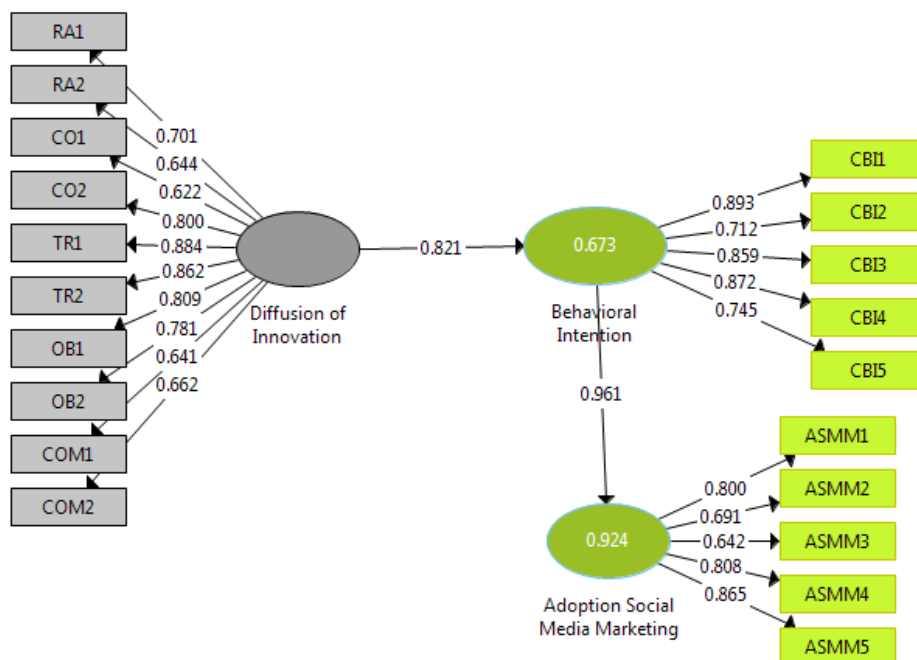 RA1
RA2
CO1
CO2
TR1
TR2
OB1
OB2
COM1
COM2
0.701
0.644
0.622
0.800
0.884
0.862
0.809
0.781
0.641
0.662
Diffusion of
Innovation
0.821
0.673
Behavioral
Intention
0.893
0.712
0.859
0.872
0.745
CBI1
CBI2
CBI3
CBI4
CBI5
0.961
0.924
Adoption Social
Media Marketing
0.800
0.691
0.642
0.808
0.865
ASMM1
ASMM2
ASMM3
ASMM4
ASMM5